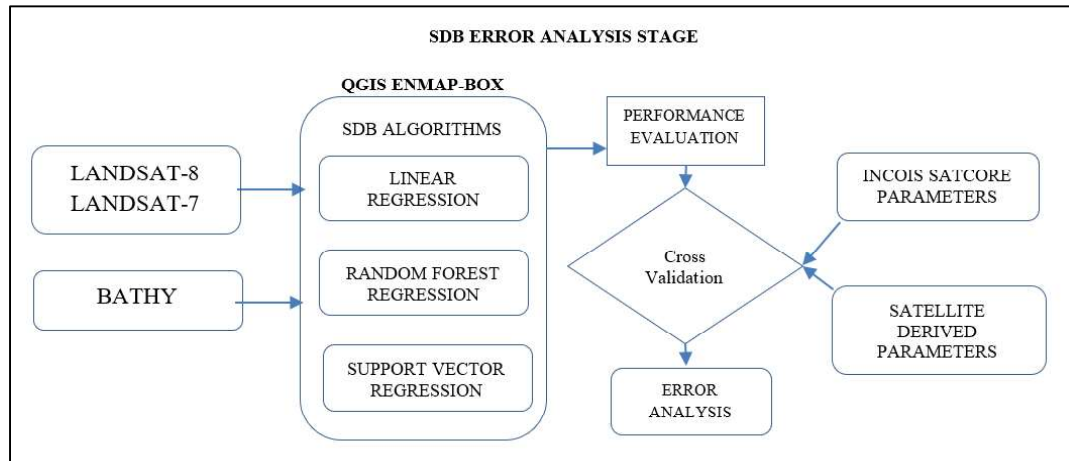 SDB ERROR ANALYSIS STAGE
QGIS ENMAP-BOX
SDB ALGORITHMS
LANDSAT-8
LANDSAT-7
BATHY
LINEAR
REGRESSION
RANDOM FOREST
REGRESSION
SUPPORT VECTOR
REGRESSION
PERFORMANCE
EVALUATION
Cross
Validation
ERROR
ANALYSIS
INCOIS SATCORE
PARAMETERS
SATELLITE
DERIVED
PARAMETERS